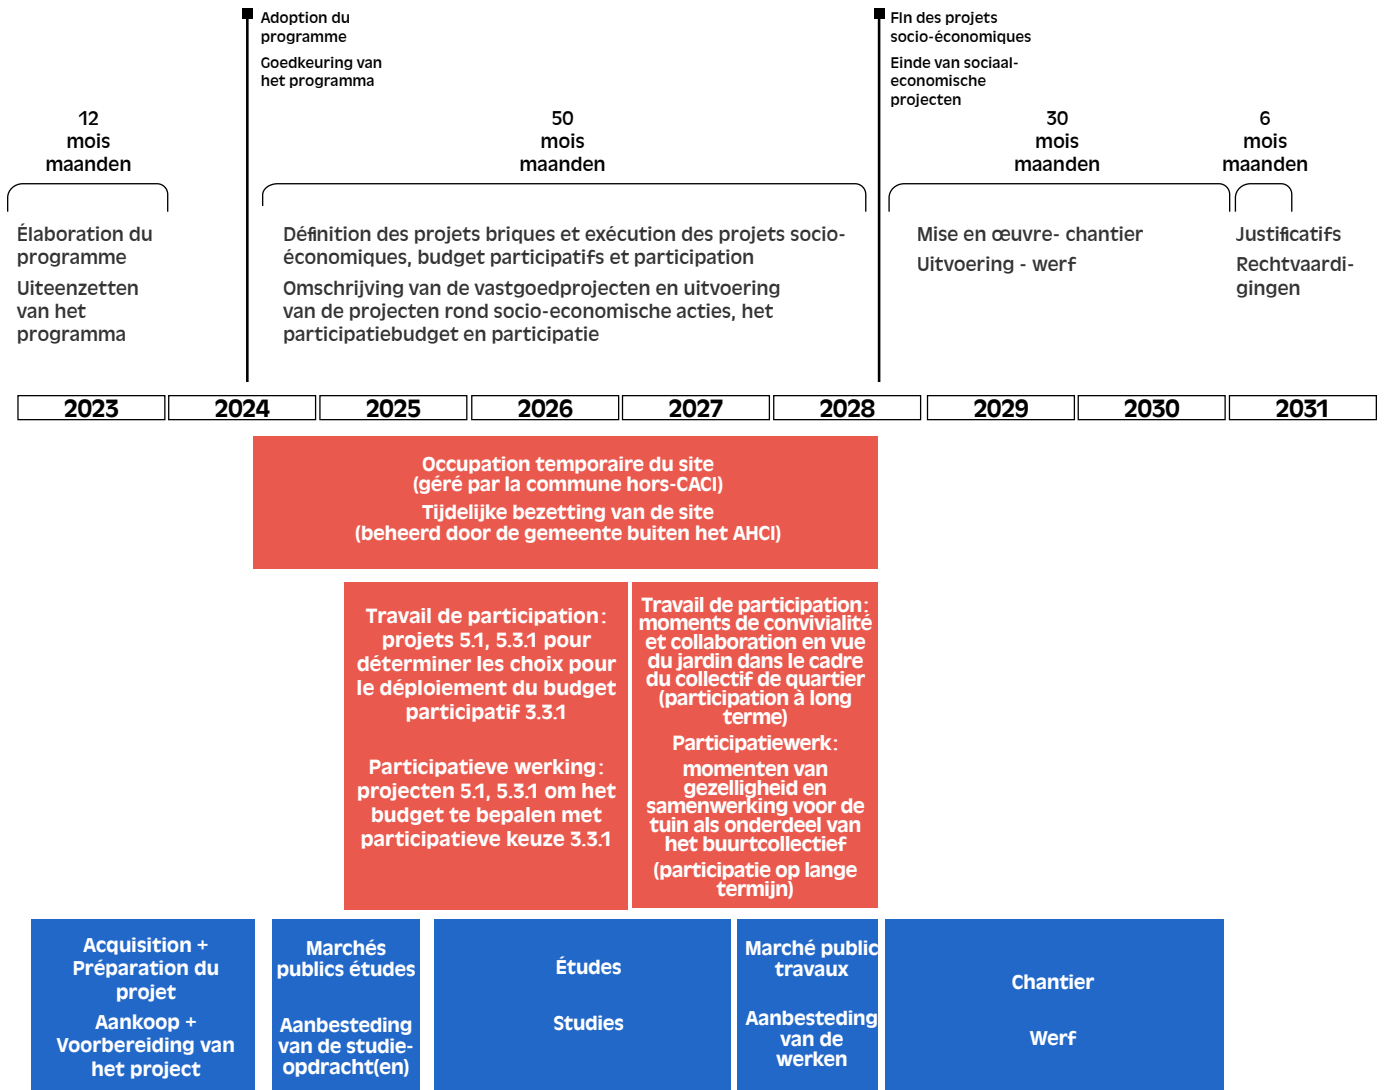 Adoption du
programme
Goedkeuring van
het programma
Fin des projets
socio-économiques
Einde van sociaal-
economische
projecten
12
mois
maanden
50
mois
maanden
30
mois
maanden
6
mois
maanden
Élaboration du
programme
Uiteenzetten
van het
programma
Définition des projets briques et exécution des projets socio-
économiques, budget participatifs et participation
Omschrijving van de vastgoedprojecten en uitvoering
van de projecten rond socio-economische acties, het
participatiebudget en participatie
Mise en œuvre- chantier
Uitvoering - werf
Justificatifs
Rechtvaardi-
gingen
2023
2024
2025
2026
2027
2028
2029
2030
2031
Occupation temporaire du site
(géré par la commune hors-CACI)
Tijdelijke bezetting van de site
(beheerd door de gemeente buiten het AHCI)
Travail de participation :
projets 5.1, 5.3.1 pour
déterminer les choix pour
le déploiement du budget
participatif 3.3.1
Participatieve werking :
projecten 5.1, 5.3.1 om het
budget te bepalen met
participatieve keuze 3.3.1
Travail de participation :
moments de convivialité
et collaboration en vue
du jardin dans le cadre
du collectif de quartier
(participation à long
terme)
Participatiewerk :
momenten van
gezelligheid en
samenwerking voor de
tuin als onderdeel van
het buurtcollectief
(participatie op lange
termijn)
Acquisition +
Préparation du
projet
Aankoop +
Voorbereiding van
het project
Marchés
publics études
Aanbesteding
van de studie-
opdracht(en)
Études
Studies
Marché public
travaux
Aanbesteding
van de
werken
Chantier
Werf